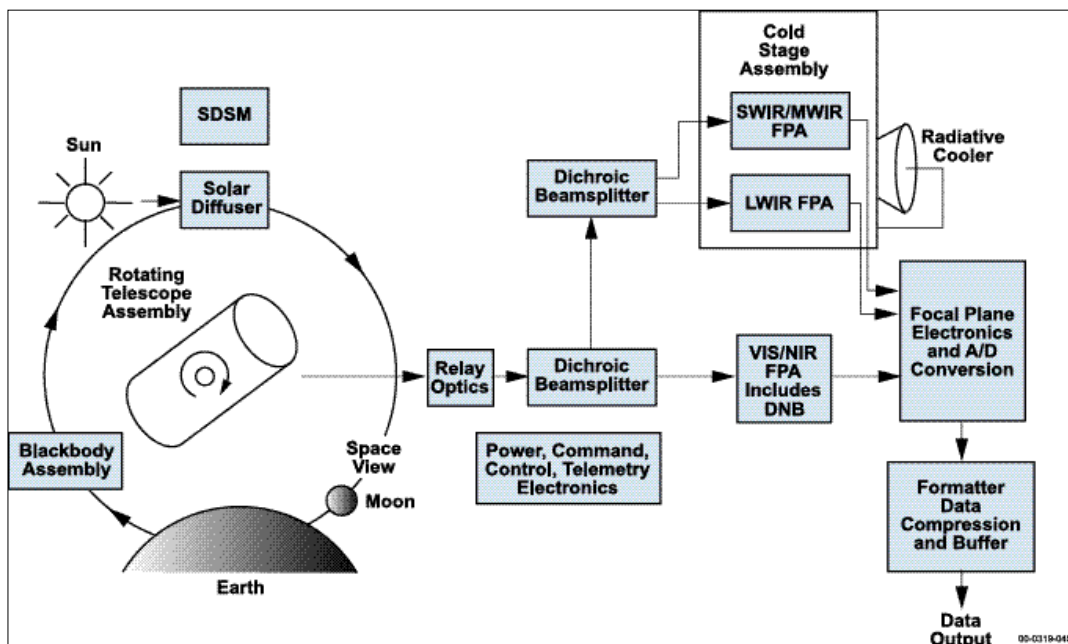 SDSM
Sun
Solar
Diffuser
Rotating
Telescope
Assembly
Blackbody
Assembly
Space
View
Moon
Earth
Relay
Optics
Dichroic
Beamsplitter
Dichroic
Beamsplitter
Power, Command,
Control, Telemetry
Electronics
Cold
Stage
Assembly
SWIR/MWIR
FPA
LWIR FPA
Radiative
Cooler
VIS/NIR
FPA
Includes
DNB
Focal Plane
Electronics
and A/D
Conversion
Formatter
Data
Compression
and Buffer
Data
Output